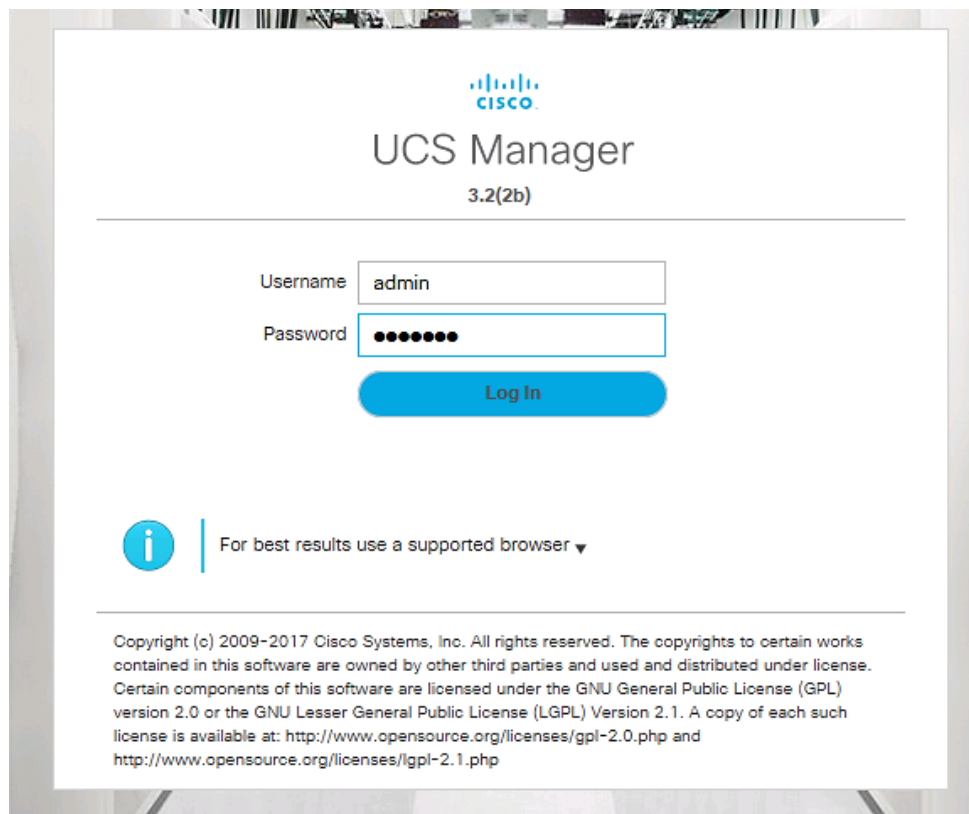 CISCO
UCS Manager
3.2(2b)
Username admin
Password
Log In
For best results use a supported browser
Copyright (c) 2009-2017 Cisco Systems, Inc. All rights reserved. The copyrights to certain works
contained in this software are owned by other third parties and used and distributed under license.
Certain components of this software are licensed under the GNU General Public License (GPL)
version 2.0 or the GNU Lesser General Public License (LGPL) Version 2.1. A copy of each such
license is available at: http://www.opensource.org/licenses/gpl-2.0.php and
http://www.opensource.org/licenses/lgpl-2.1.php